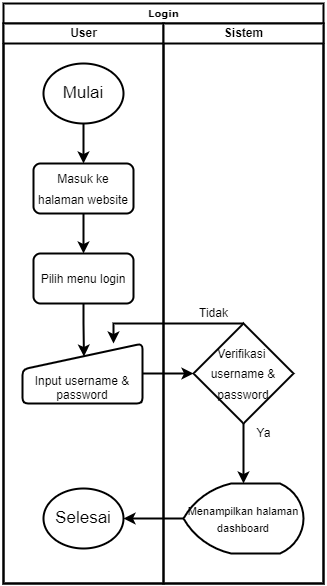 Login
User
Sistem
Mulai
Masuk ke
halaman website
Pilih menu login
Tidak
Input username &
password
Verifikasi
username &
password
Ya
Menampilkan halaman
dashboard
Selesai